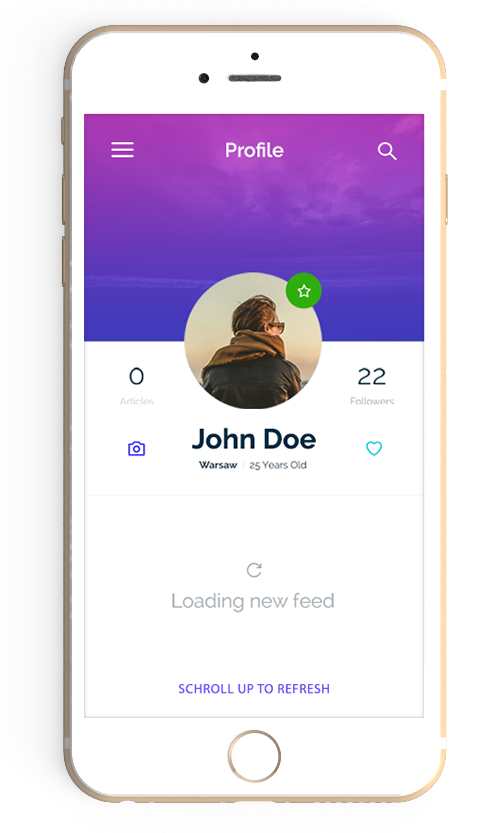 Profile
0
22
Articles
Followers
John Doe
Warsaw | 25 Years Old
Loading new feed
SCHROLL UP TO REFRESH